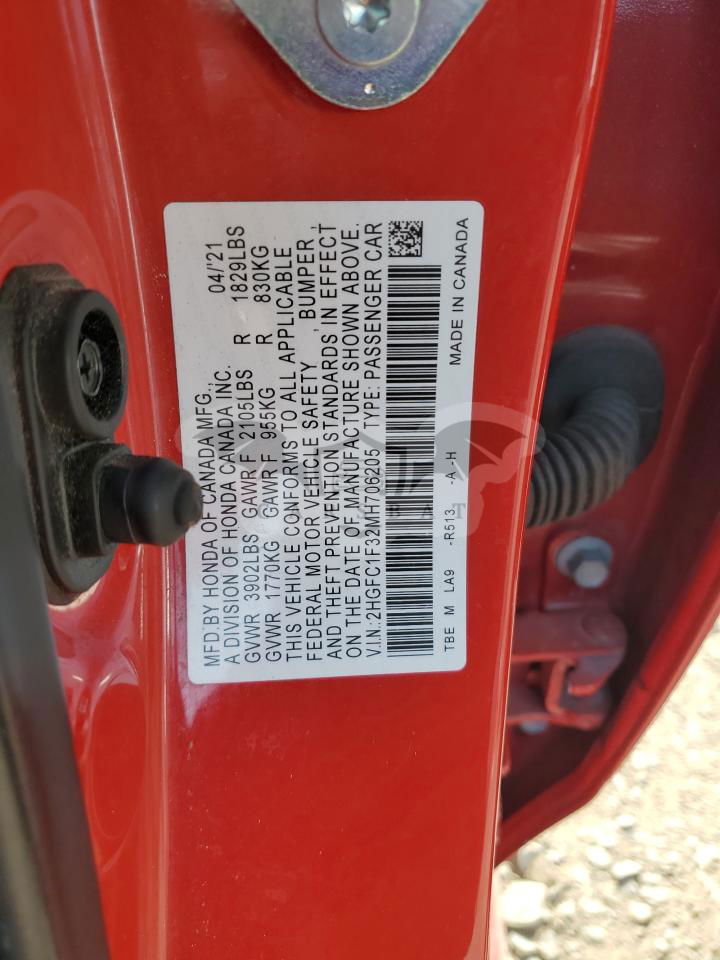 MFD.BY HONDA OF CANADA MFG., 04/'21
A DIVISION OF HONDA CANADA INC.
GVWR 3902LBS GAWR F 2105LBS R 1829LBS
GVWR 1770KG GAWR F 955KG R 830KG
THIS VEHICLE CONFORMS TO ALL APPLICABLE
FEDERAL MOTOR VEHICLE SAFETY , BUMPER ,
AND THEFT PREVENTION STANDARDS IN EFFECT
ON THE DATE OF MANUFACTURE SHOWN ABOVE.
V.I.N.:2HGFC1F32MH706205 TYPE: PASSENGER CAR
TBE M LA9 -R513 -A -H MADE IN CANADA